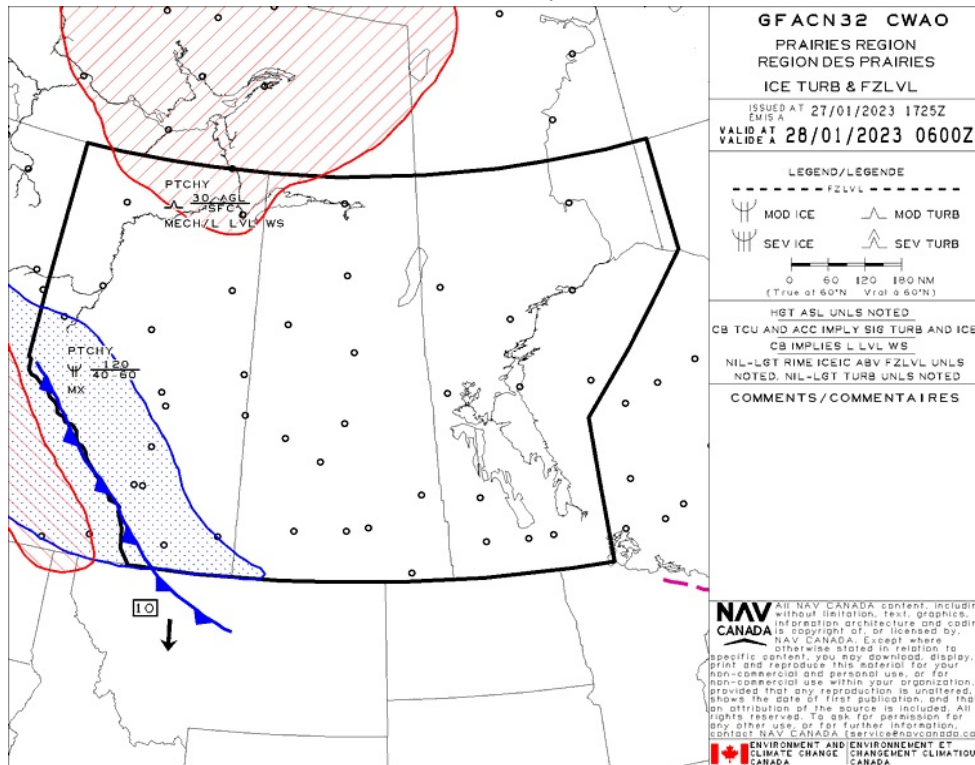 GFACN32 CWAO
PRAIRIES REGION
REGION DES PRAIRIES
ICE TURB & FZLVL
ISSUED AT
EMIS A
27/01/2023 1725Z
VALID AT
VALIDE A
28/01/2023 0600Z
LEGEND/LÉGENDE
FZLVL
MOD ICE
MOD TURB
SEV ICE
SEV TURB
0 60 120 180 NM
(True at 60°N Vrai à 60°N)
HGT ASL UNLS NOTED
CB TCU AND ACC IMPLY SIG TURB AND ICE
CB IMPLIES L LVL WS
NIL-LGT RIME ICEIC ABV FZLVL UNLS
NOTED. NIL-LGT TURB UNLS NOTED
COMMENTS/COMMENTAIRES
PTCHY
30 AGL
SFC
MECH/L LVL WS
PTCHY
120
40-60
MX
10
NAV
CANADA
All NAV CANADA content, includin
without limitation, text, graphics,
information architecture and codin
is copyright of, or licensed by,
NAV CANADA. Except where
otherwise stated in relation to
specific content, you may download, display,
print and reproduce this material for your
non-commercial and personal use, or for
non-commercial use within your organization,
provided that any reproduction is unaltered,
shows the date of first publication, and tha
an attribution of the source is included. All
rights reserved. To ask for permission for
any other use, or for further information,
contact NAV CANADA (service@navcanada.ca
ENVIRONMENT AND
CLIMATE CHANGE
CANADA
ENVIRONNEMENT ET
CHANGEMENT CLIMATIQU
CANADA